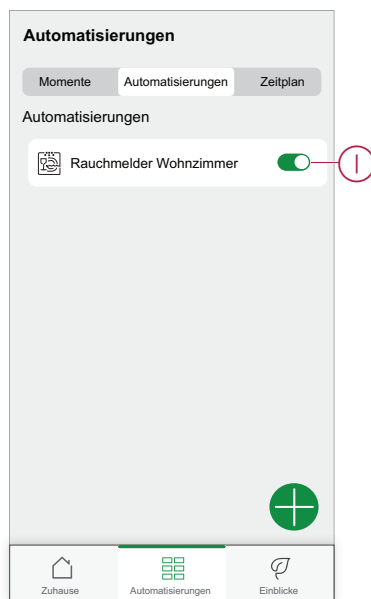 Automatisierungen
Momente Automatisierungen Zeitplan
Automatisierungen
Rauchmelder Wohnzimmer
I
Zuhause Automatisierungen Einblicke